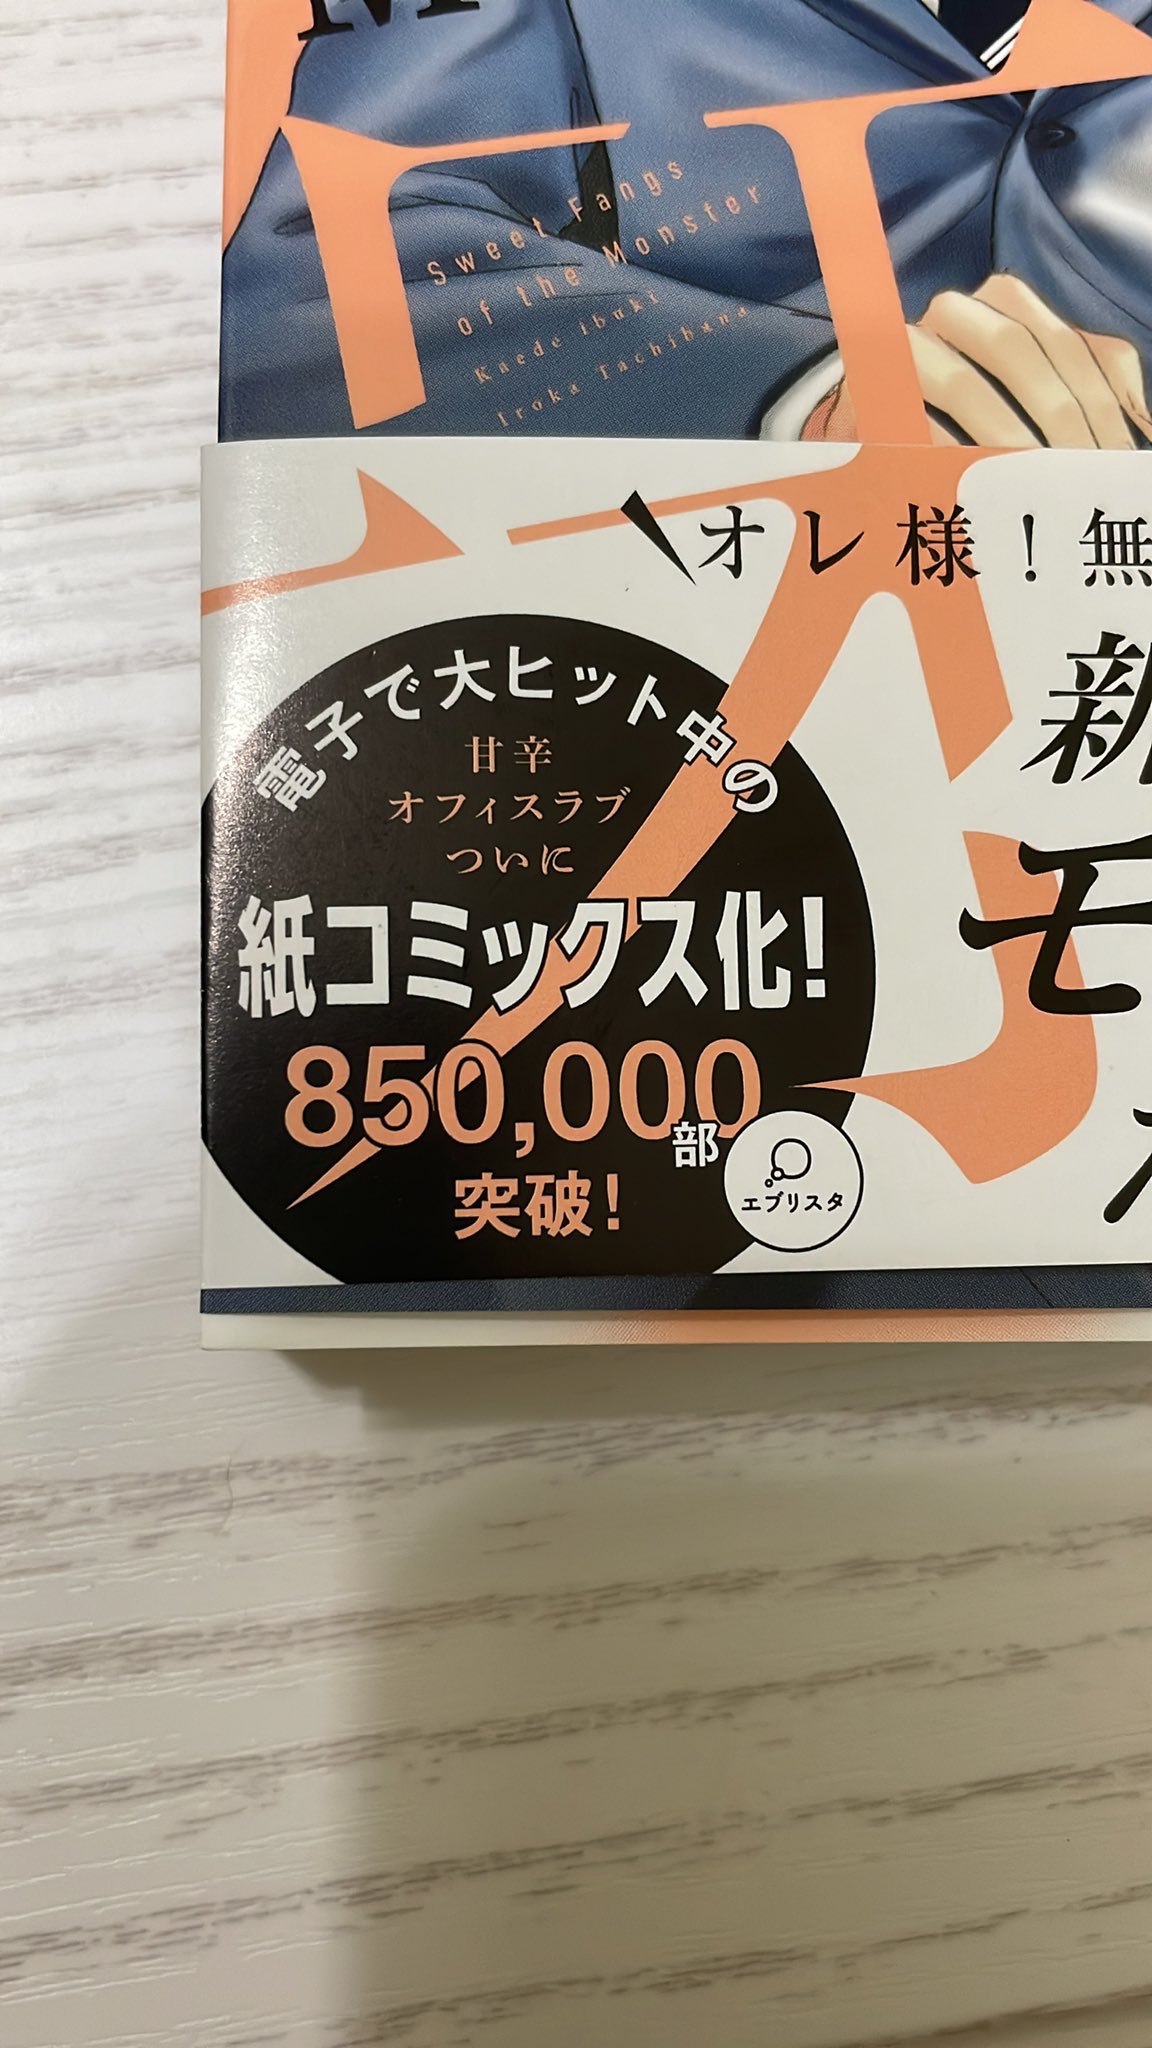 Sweet Fangs
of the Monster
Kaede ibuki
Iroka Tachibana
オレ様！無
新
モ
電子で大ヒット中の
甘辛
オフィスラブ
ついに
紙コミックス化！
850,000部
突破！
エブリスタ